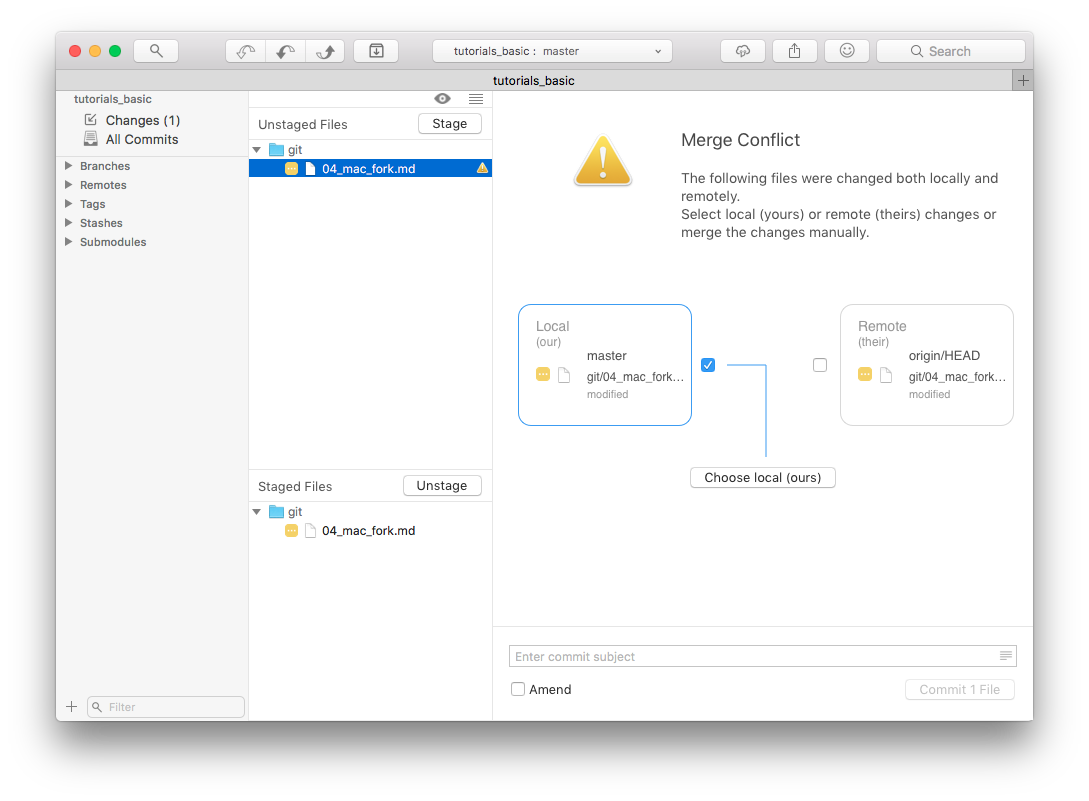 tutorials_basic : master
Search
tutorials_basic
tutorials_basic
Changes (1)
All Commits
Branches
Remotes
Tags
Stashes
Submodules
Filter
Unstaged Files
Stage
git
04_mac_fork.md
Staged Files
Unstage
git
04_mac_fork.md
Merge Conflict
The following files were changed both locally and
remotely.
Select local (yours) or remote (theirs) changes or
merge the changes manually.
Local
(our)
master
git/04_mac_fork...
modified
Remote
(their)
origin/HEAD
git/04_mac_fork...
modified
Choose local (ours)
Enter commit subject
Amend
Commit 1 File